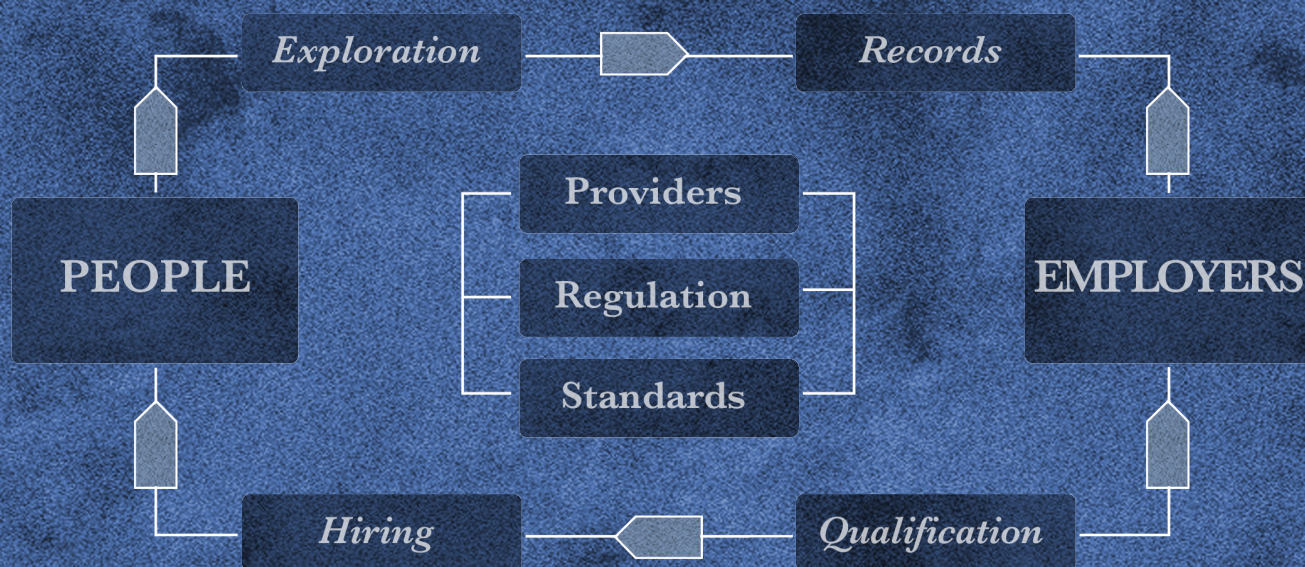 Exploration
Records
Providers
PEOPLE
Regulation
EMPLOYERS
Standards
Hiring
Qualification